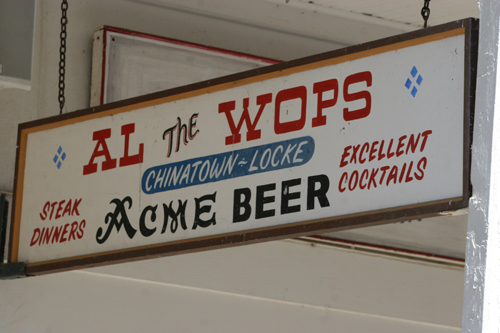 AL THE WOPS
CHINATOWN ~ LOCKE
STEAK
DINNERS
ACME BEER
EXCELLENT
COCKTAILS